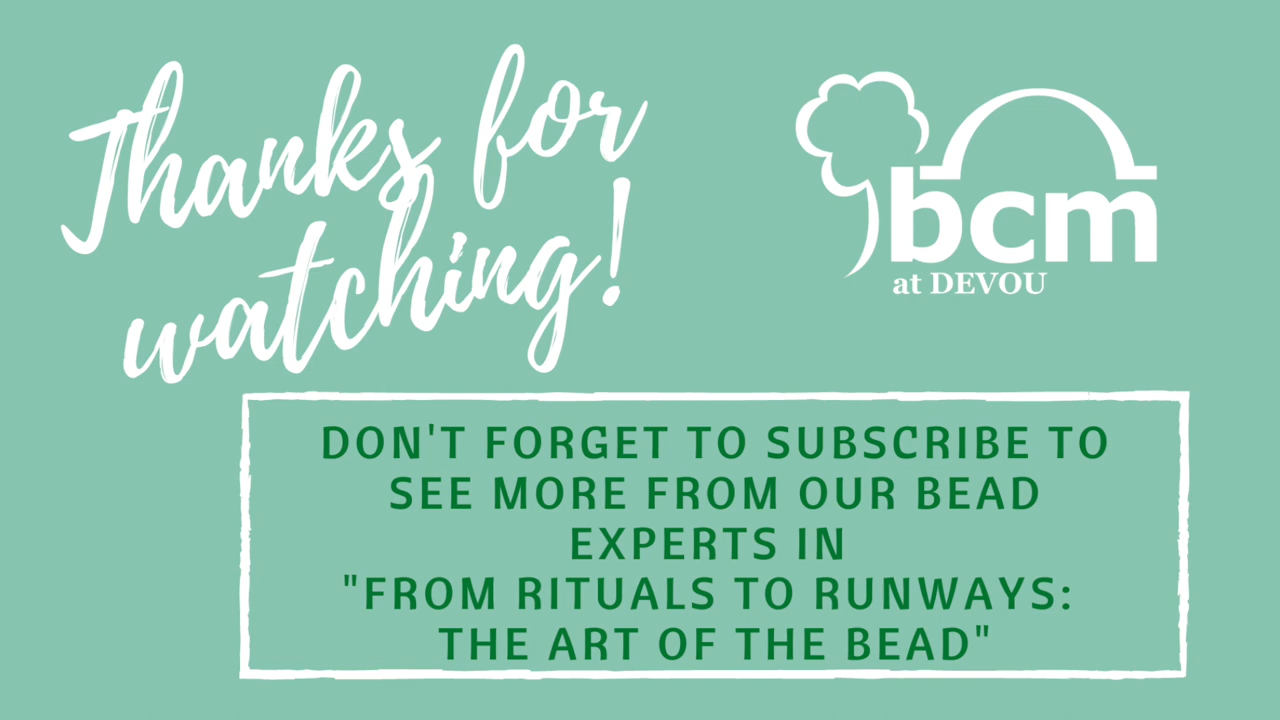 Thanks for
watching!
bcm
at DEVOU
DON'T FORGET TO SUBSCRIBE TO
SEE MORE FROM OUR BEAD
EXPERTS IN
"FROM RITUALS TO RUNWAYS:
THE ART OF THE BEAD"